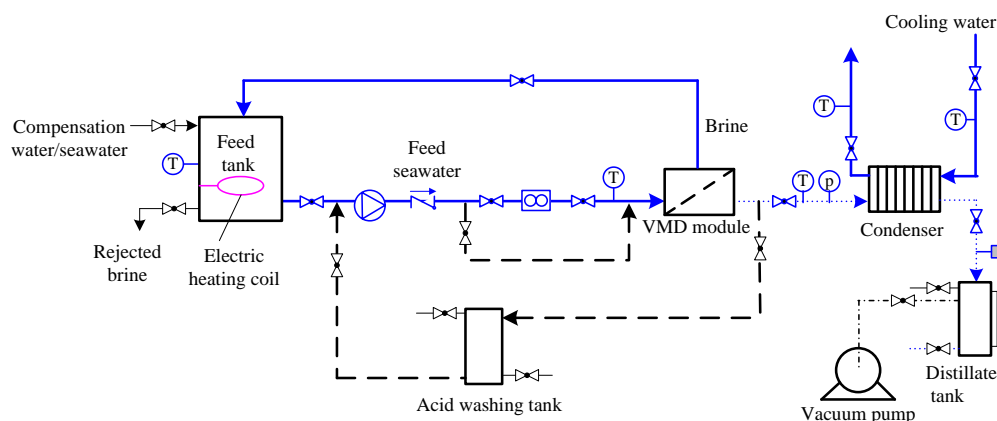 Cooling water
Compensation
water/seawater
T
Feed
tank
Feed
seawater
Brine
T
T
T
T
p
VMD module
Condenser
Rejected
brine
Electric
heating coil
Acid washing tank
Vacuum pump
Distillate
tank